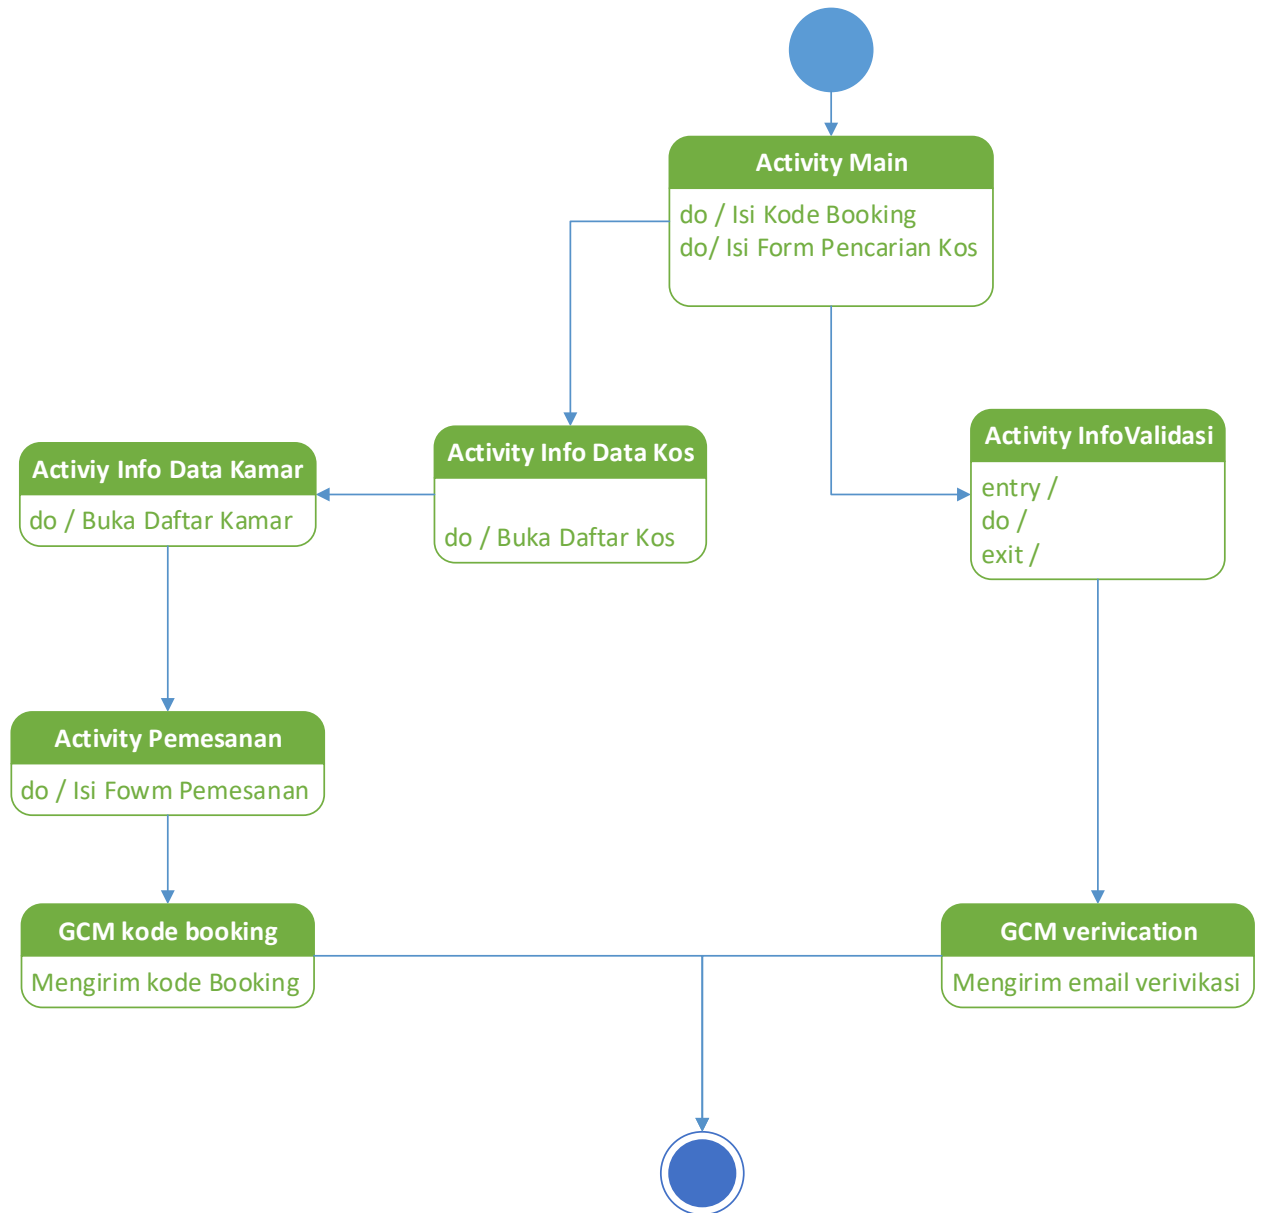 Activity Main
do / Isi Kode Booking
do/ Isi Form Pencarian Kos
Activity InfoValidasi
entry /
do /
exit /
Activity Info Data Kos
do / Buka Daftar Kos
Activiy Info Data Kamar
do / Buka Daftar Kamar
Activity Pemesanan
do / Isi Fowm Pemesanan
GCM kode booking
Mengirim kode Booking
GCM verivication
Mengirim email verivikasi